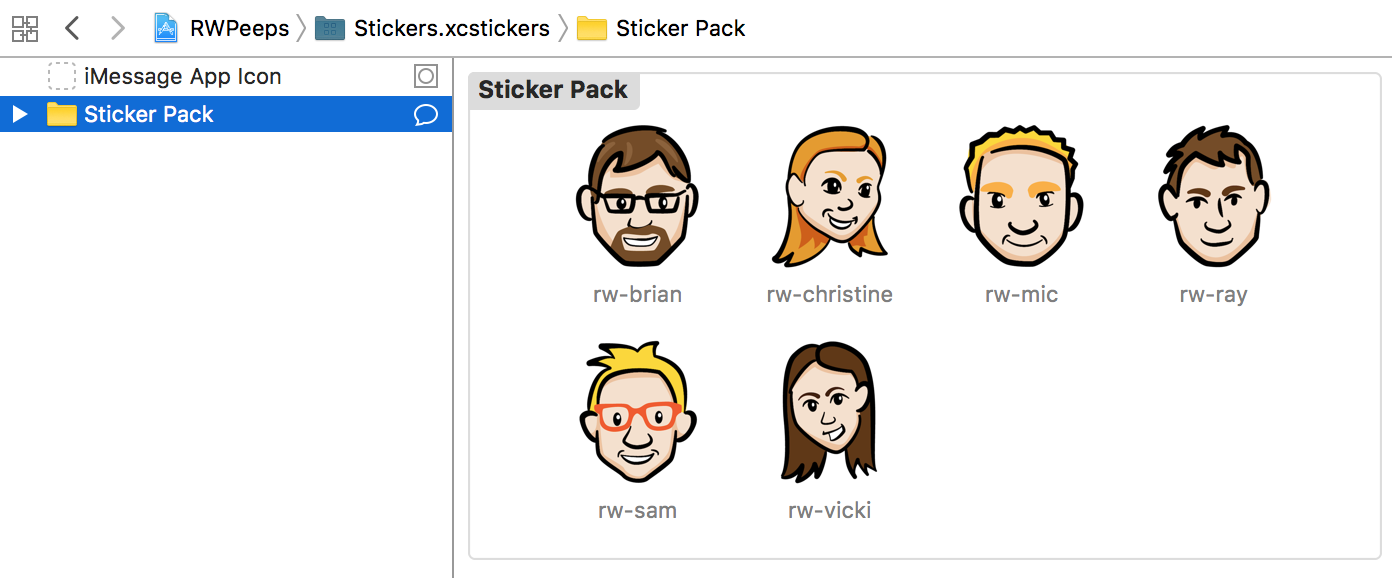 RWPeeps Stickers.xcstickers Sticker Pack
iMessage App Icon
Sticker Pack
Sticker Pack
rw-brian rw-christine rw-mic rw-ray
rw-sam rw-vicki